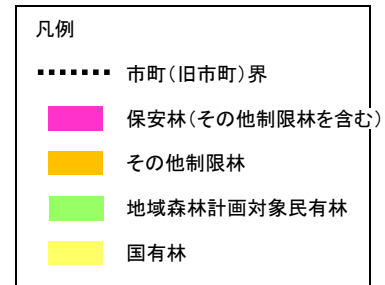 凡例
市町（旧市町）界
保安林（その他制限林を含む）
その他制限林
地域森林計画対象民有林
国有林